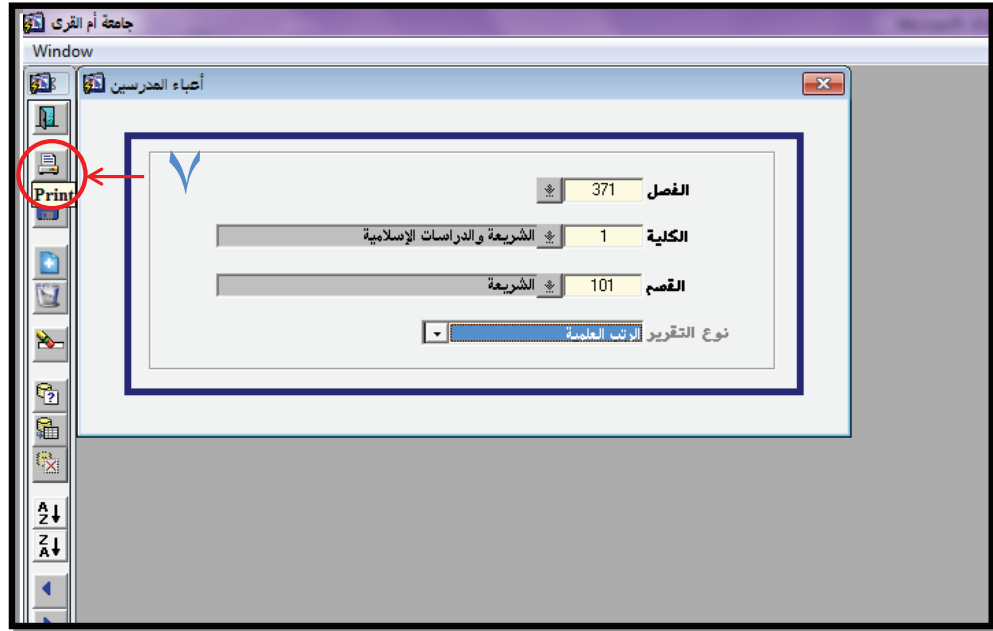 جامعة أم القرى
Window
أعباء المدرسين
Print
٧
الفصل 371
الكلية 1 الشريعة والدراسات الإسلامية
القسم 101 الشريعة
نوع التقرير الرتب العلمية
A
Z
Z
A